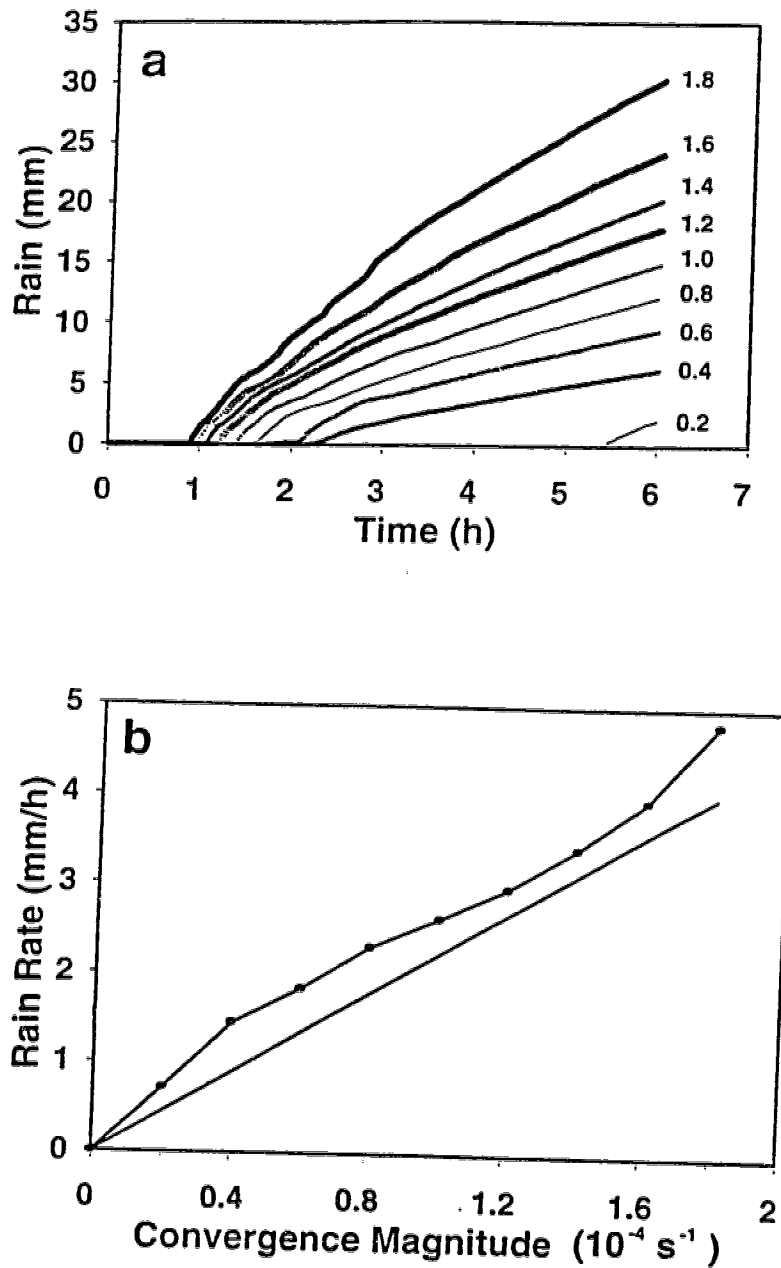 a
Rain (mm)
35
30
25
20
15
10
5
0
1.8
1.6
1.4
1.2
1.0
0.8
0.6
0.4
0.2
0 1 2 3 4 5 6 7
Time (h)
b
Rain Rate (mm/h)
5
4
3
2
1
0
0 0.4 0.8 1.2 1.6 2
Convergence Magnitude (10⁻⁴ s⁻¹)